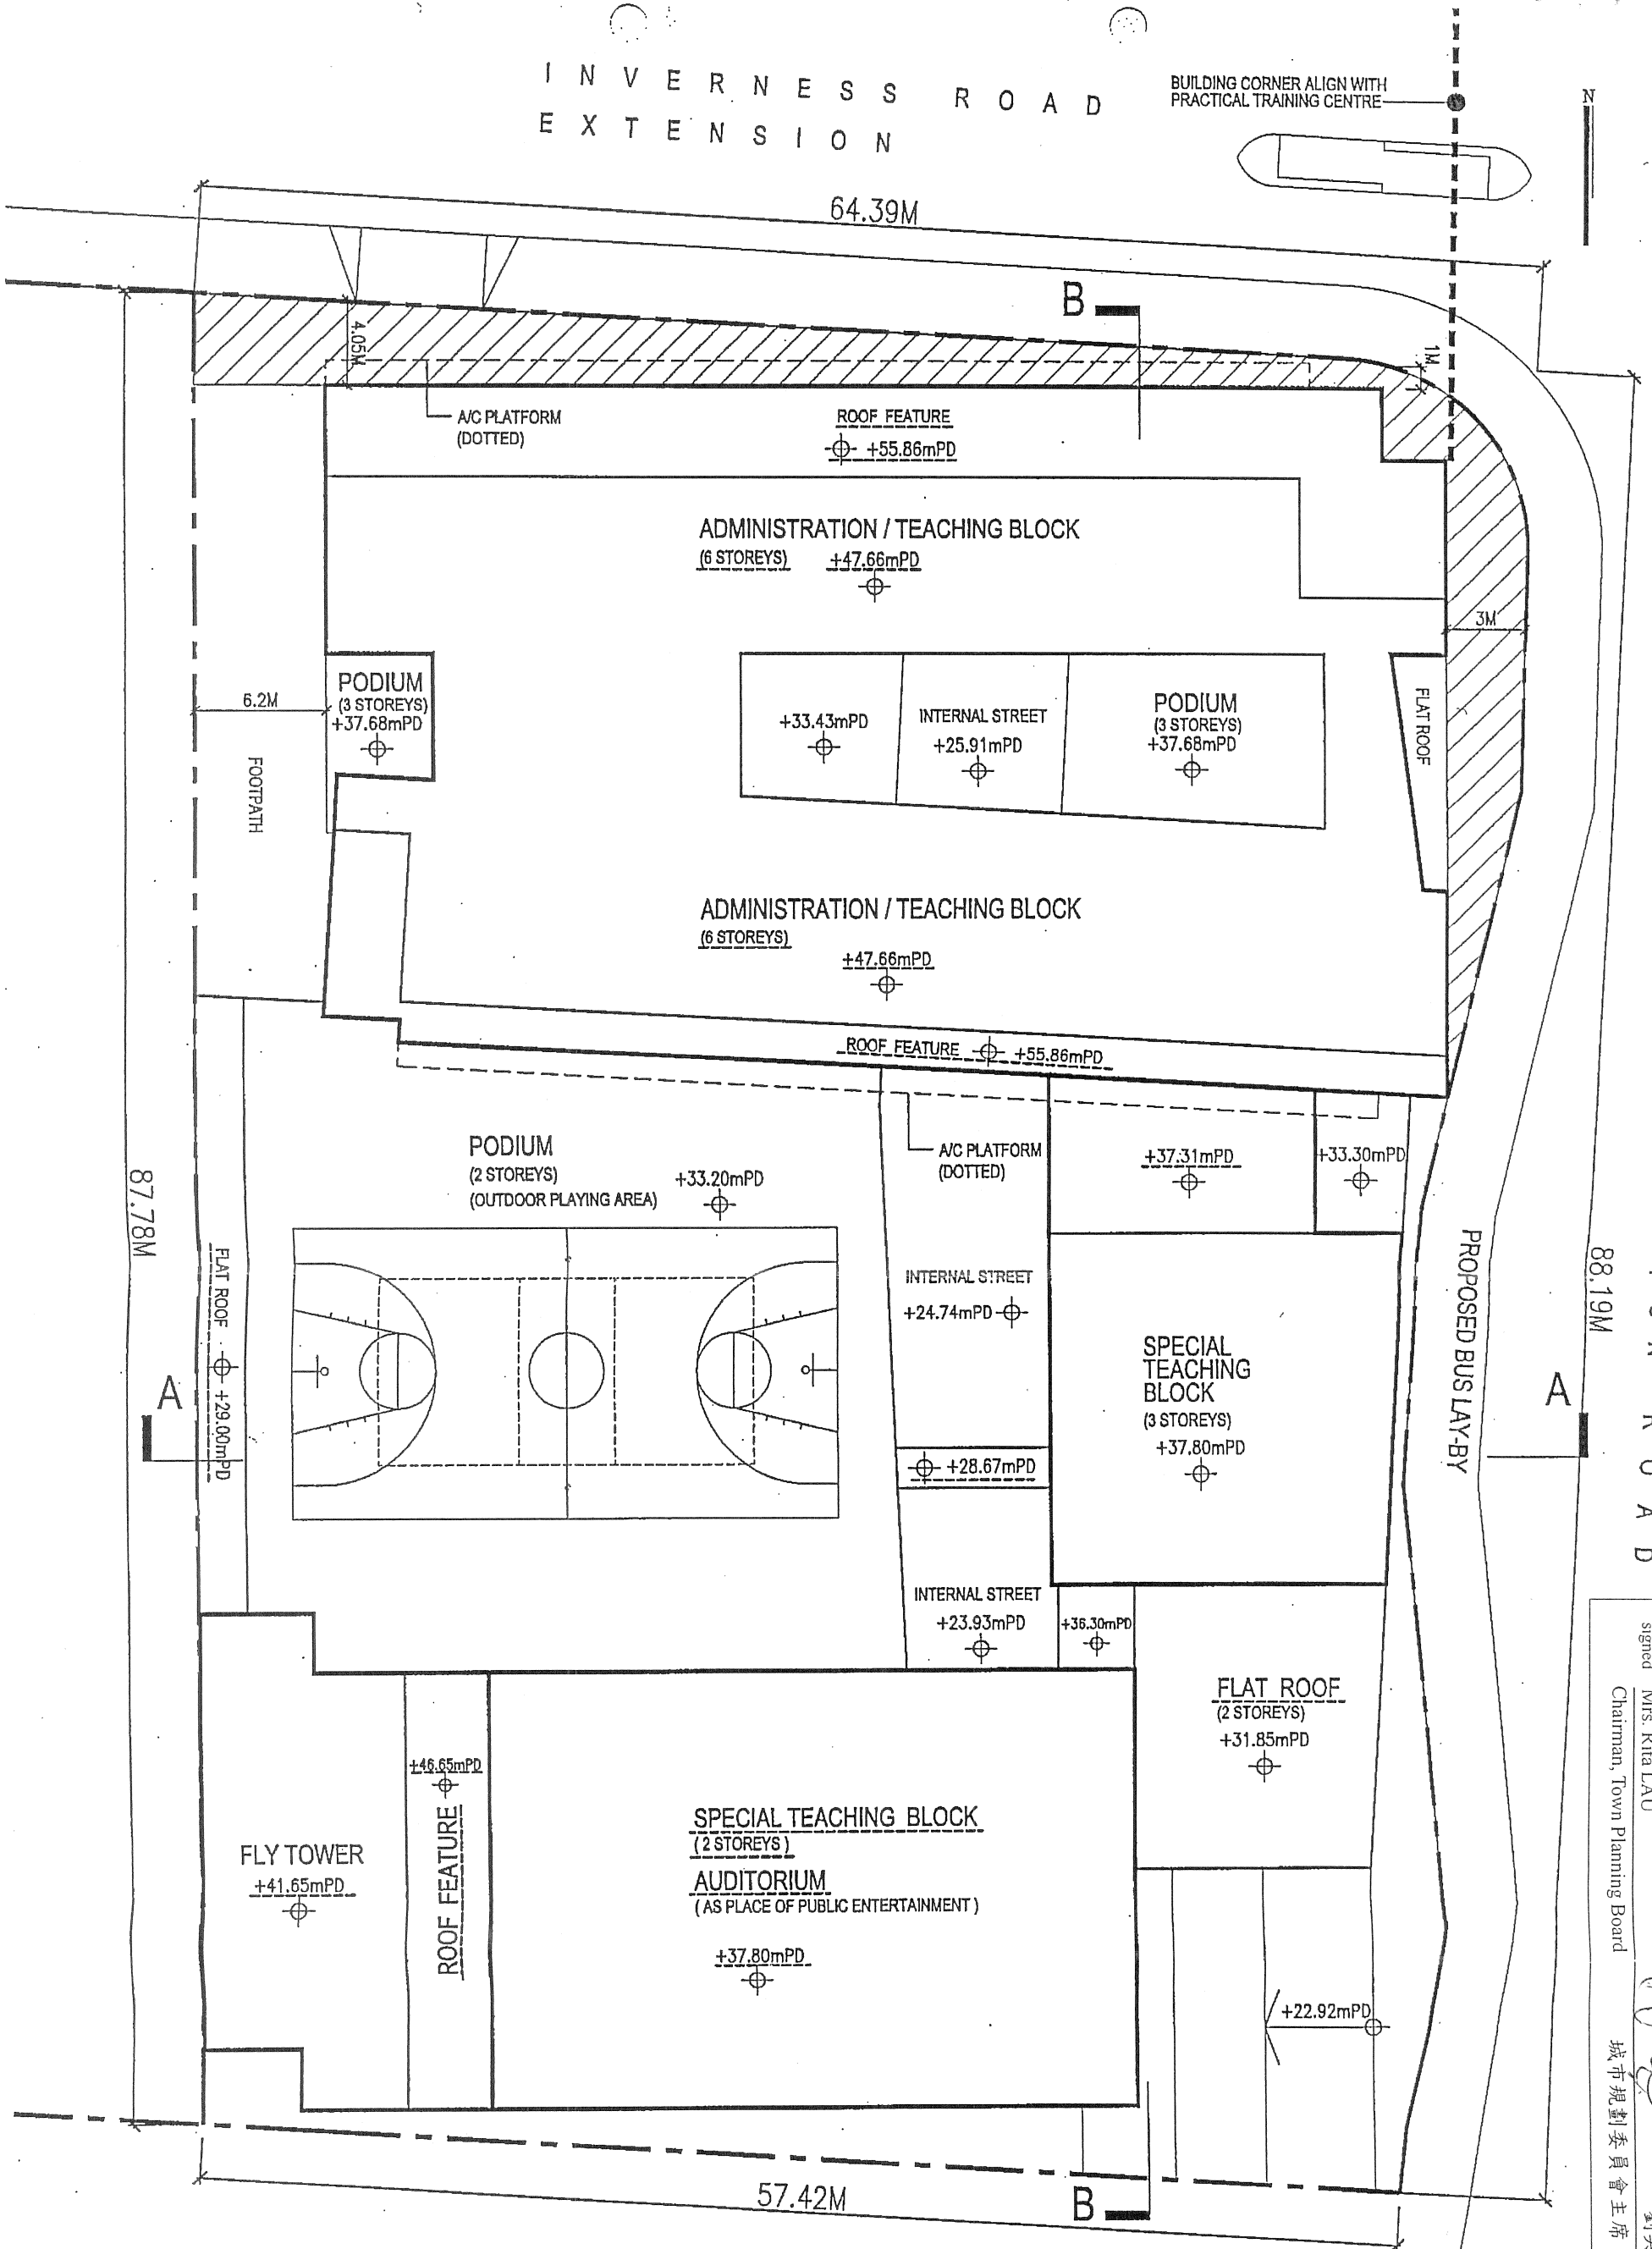 INVERNESS ROAD
EXTENSION
BUILDING CORNER ALIGN WITH
PRACTICAL TRAINING CENTRE
N
64.39M
B
4.05M
1M
A/C PLATFORM
(DOTTED)
ROOF FEATURE
+55.86mPD
ADMINISTRATION / TEACHING BLOCK
(6 STOREYS) +47.66mPD
3M
6.2M
PODIUM
(3 STOREYS)
+37.68mPD
+33.43mPD
INTERNAL STREET
+25.91mPD
PODIUM
(3 STOREYS)
+37.68mPD
FLAT ROOF
FOOTPATH
ADMINISTRATION / TEACHING BLOCK
(6 STOREYS)
+47.66mPD
ROOF FEATURE +55.86mPD
PODIUM
(2 STOREYS)
(OUTDOOR PLAYING AREA)
+33.20mPD
A/C PLATFORM
(DOTTED)
+37.31mPD
+33.30mPD
87.78M
88.19M
PROPOSED BUS LAY-BY
ROAD
FLAT ROOF +29.00mPD
INTERNAL STREET
+24.74mPD
SPECIAL
TEACHING
BLOCK
(3 STOREYS)
+37.80mPD
A
A
+28.67mPD
INTERNAL STREET
+23.93mPD
+36.30mPD
FLAT ROOF
(2 STOREYS)
+31.85mPD
+46.65mPD
ROOF FEATURE
FLY TOWER
+41.65mPD
SPECIAL TEACHING BLOCK
(2 STOREYS)
AUDITORIUM
(AS PLACE OF PUBLIC ENTERTAINMENT)
+37.80mPD
+22.92mPD
57.42M
B
signed Mrs. Rita LAU
Chairman, Town Planning Board
城市規劃委員會主席